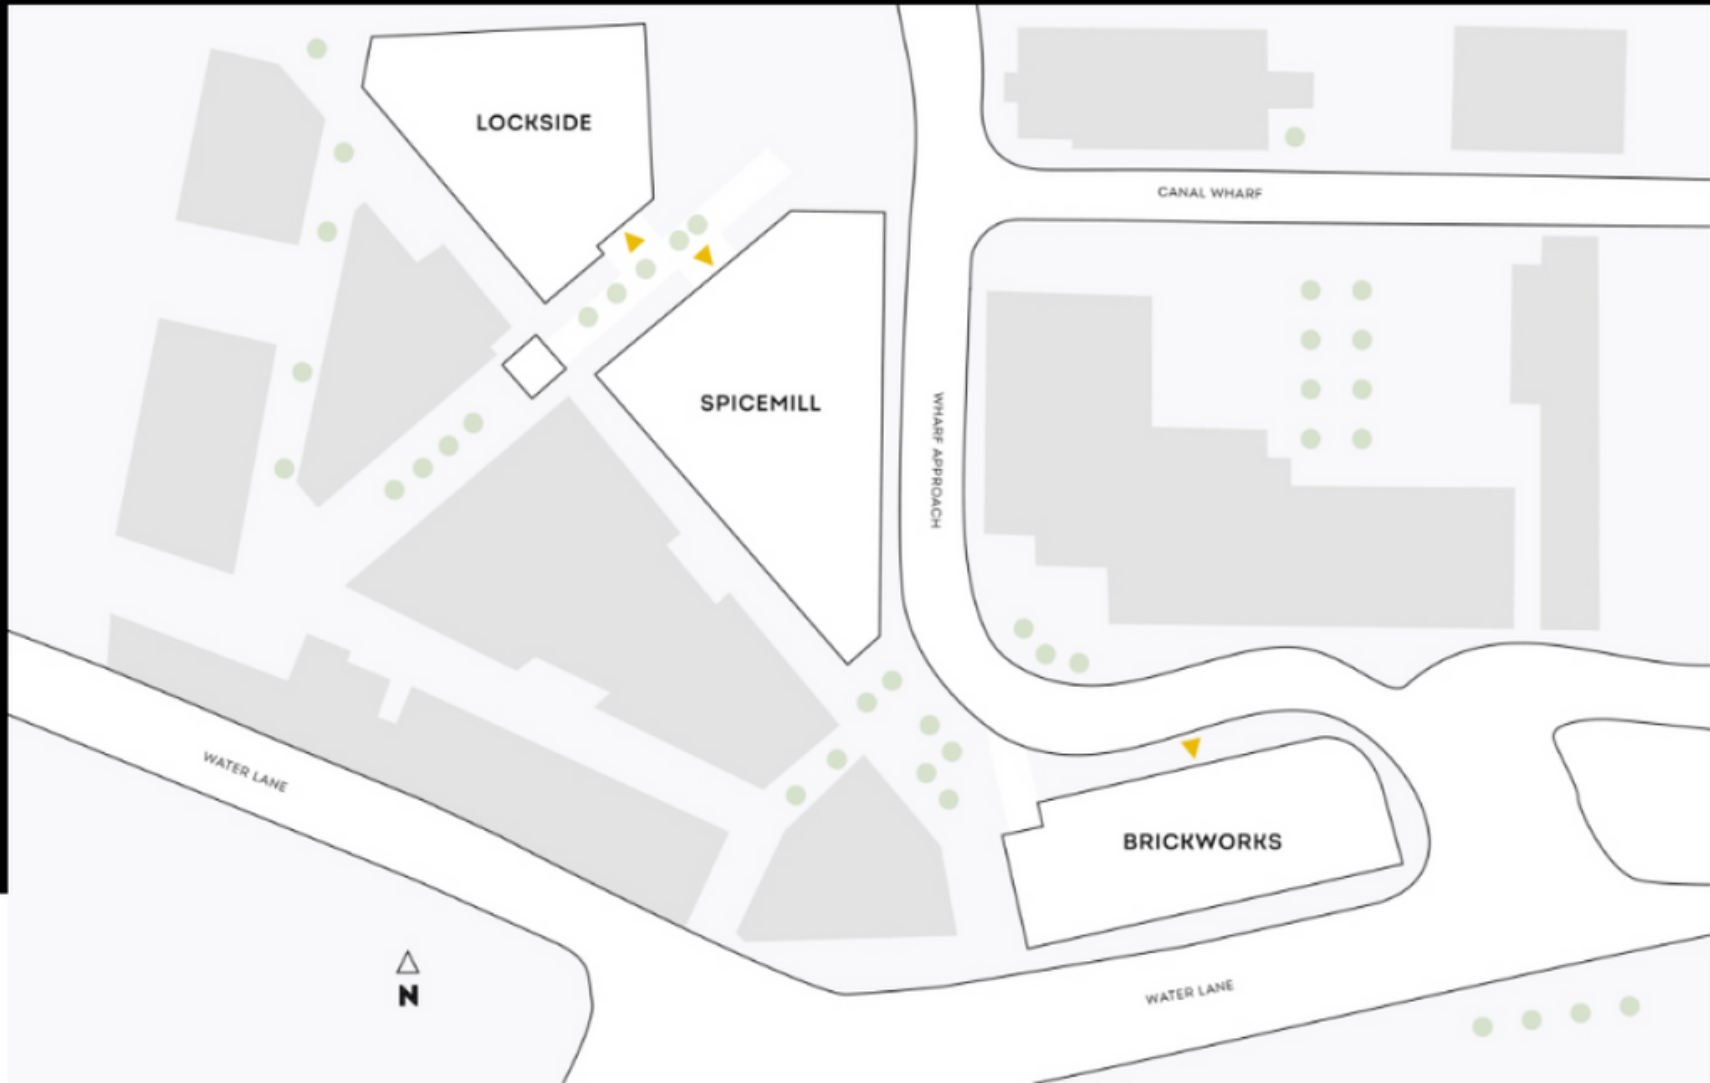 LOCKSIDE
CANAL WHARF
SPICEMILL
WHARF APPROACH
WATER LANE
BRICKWORKS
N
WATER LANE